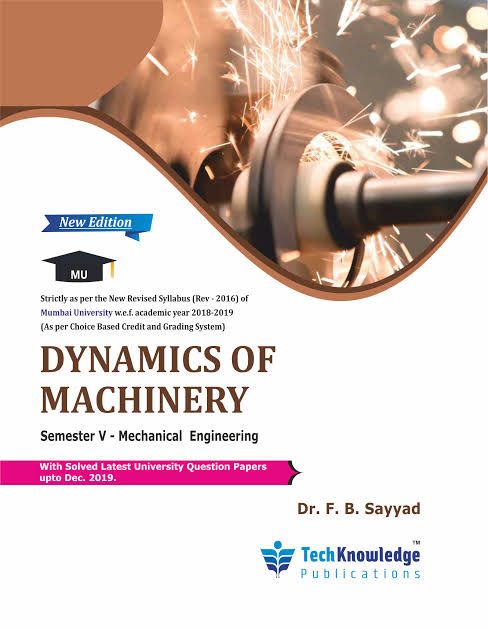 New Edition
MU
Strictly as per the New Revised Syllabus (Rev - 2016) of
Mumbai University w.e.f. academic year 2018-2019
(As per Choice Based Credit and Grading System)
DYNAMICS OF
MACHINERY
Semester V - Mechanical Engineering
With Solved Latest University Question Papers
upto Dec. 2019.
Dr. F. B. Sayyad
TechKnowledge™
Publications